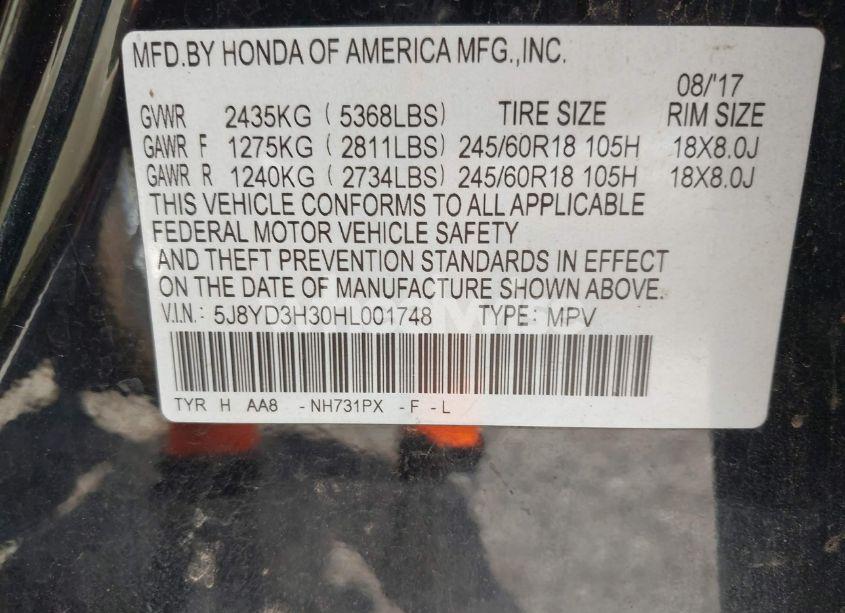 MFD.BY HONDA OF AMERICA MFG.,INC.
08/'17
GVWR 2435KG ( 5368LBS) TIRE SIZE RIM SIZE
GAWR F 1275KG ( 2811LBS) 245/60R18 105H 18X8.0J
GAWR R 1240KG ( 2734LBS) 245/60R18 105H 18X8.0J
THIS VEHICLE CONFORMS TO ALL APPLICABLE
FEDERAL MOTOR VEHICLE SAFETY
AND THEFT PREVENTION STANDARDS IN EFFECT
ON THE DATE OF MANUFACTURE SHOWN ABOVE.
V.I.N.: 5J8YD3H30HL001748 TYPE: MPV
TYR H AA8 -NH731PX -F -L